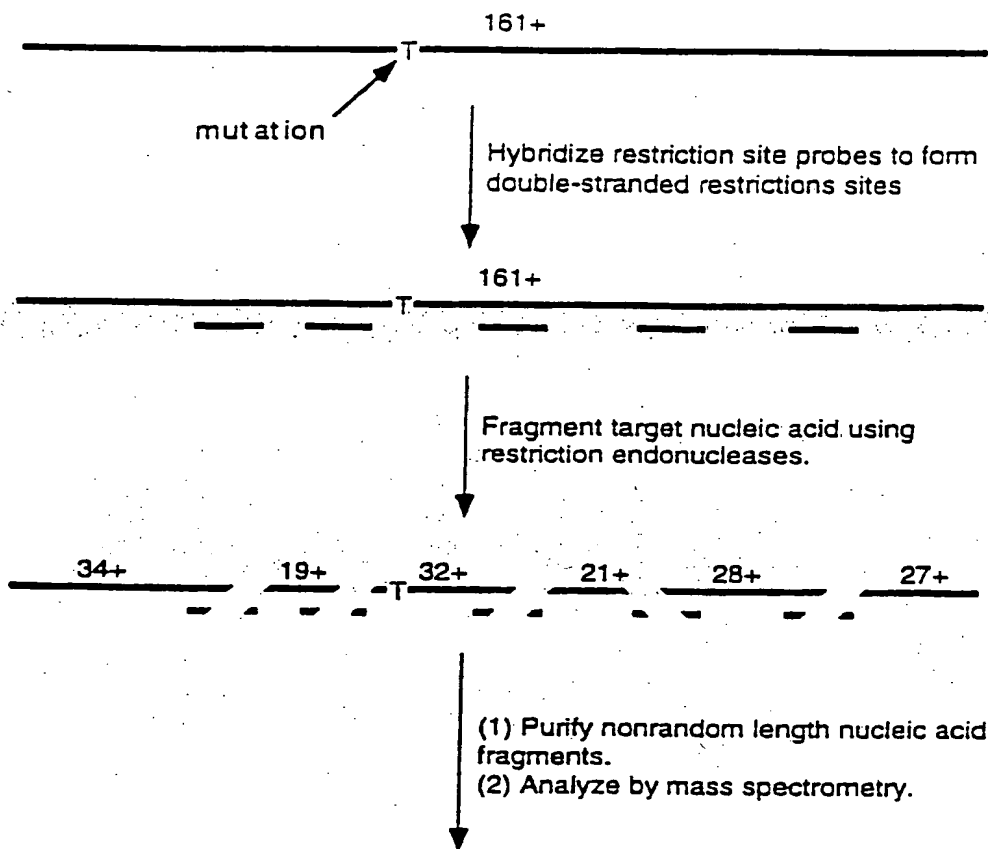 161+
T
mutation
Hybridize restriction site probes to form
double-stranded restrictions sites
161+
T
Fragment target nucleic acid using
restriction endonucleases.
34+ 19+ 32+ 21+ 28+ 27+
T
(1) Purify nonrandom length nucleic acid
fragments.
(2) Analyze by mass spectrometry.